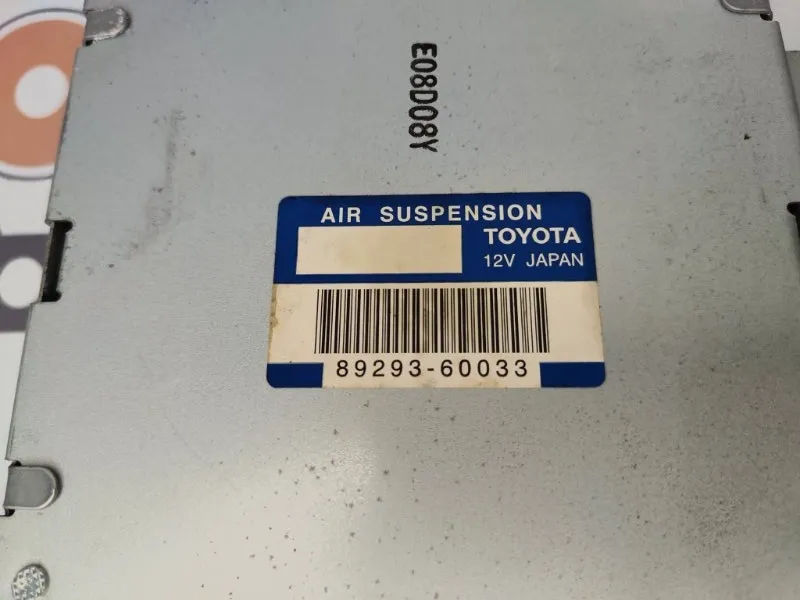 E08D08Y
AIR SUSPENSION
TOYOTA
12V JAPAN
89293-60033